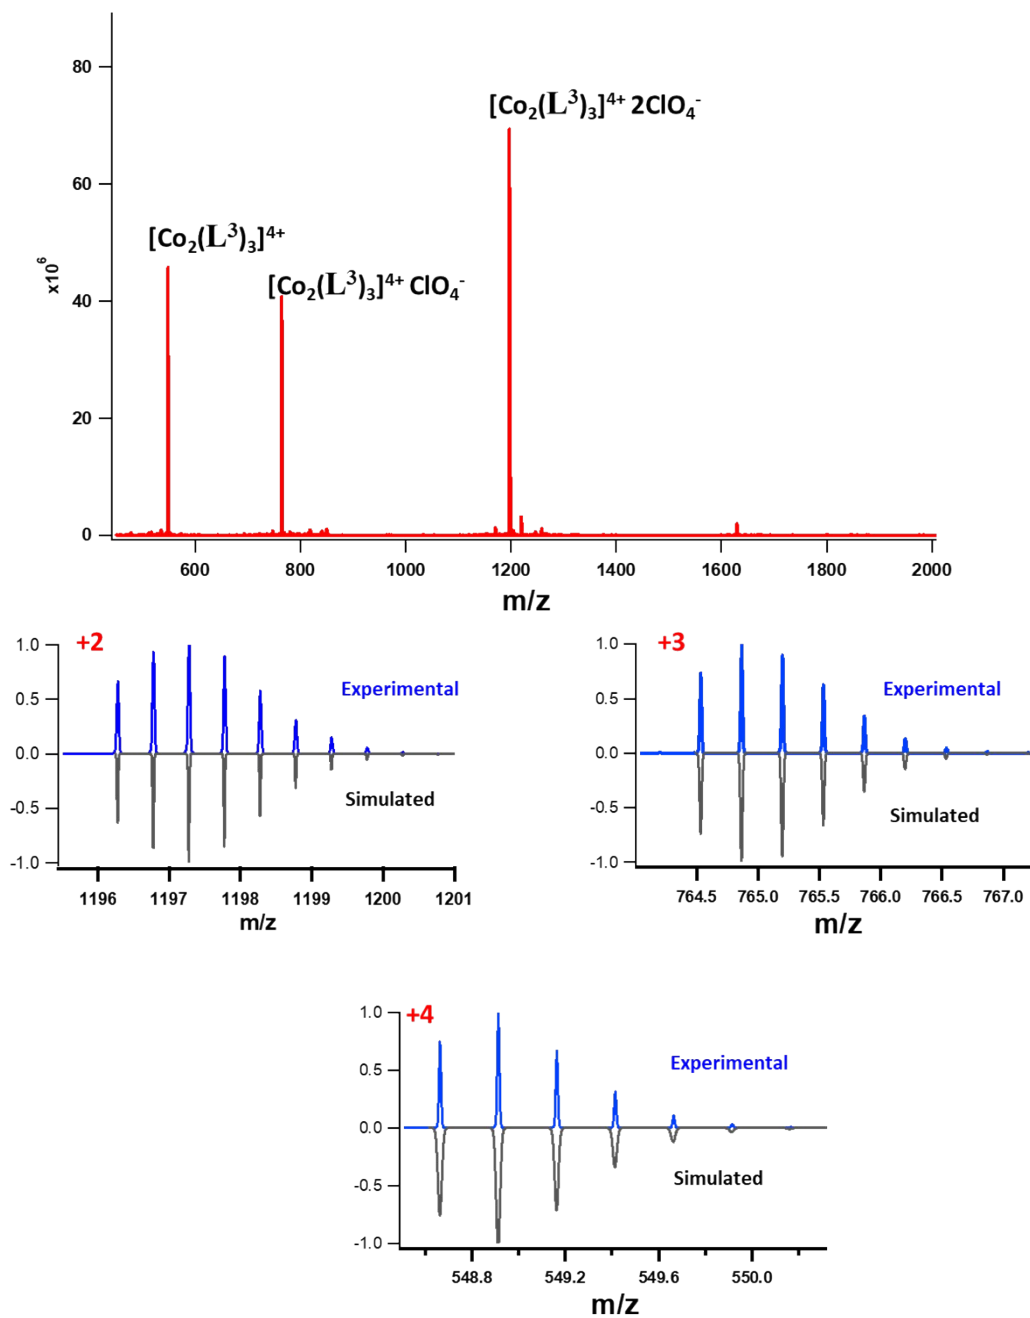 80
60
40
20
0
x10⁶
[Co₂(L³)₃]⁴⁺ 2ClO₄⁻
[Co₂(L³)₃]⁴⁺
[Co₂(L³)₃]⁴⁺ ClO₄⁻
600 800 1000 1200 1400 1600 1800 2000
m/z
+2
1.0
0.5
0.0
-0.5
-1.0
Experimental
Simulated
1196 1197 1198 1199 1200 1201
m/z
+3
1.0
0.5
0.0
-0.5
-1.0
Experimental
Simulated
764.5 765.0 765.5 766.0 766.5 767.0
m/z
+4
1.0
0.5
0.0
-0.5
-1.0
Experimental
Simulated
548.8 549.2 549.6 550.0
m/z